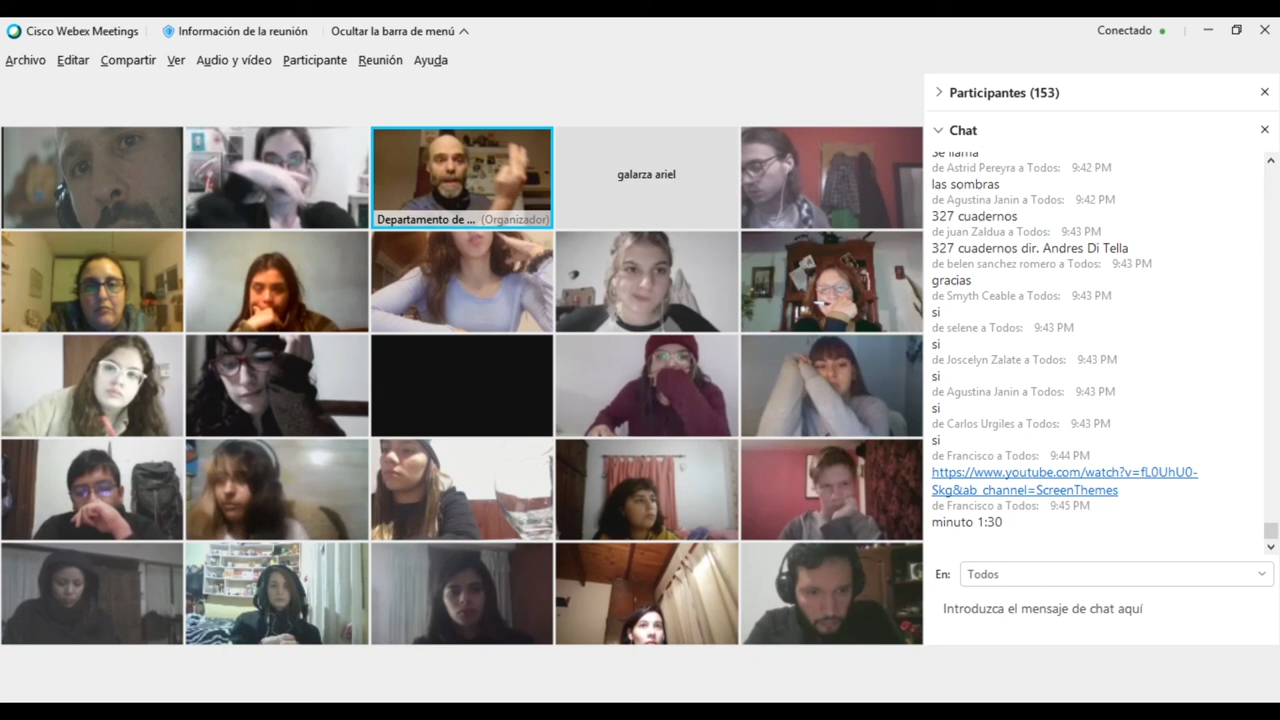 Cisco Webex Meetings
Información de la reunión
Ocultar la barra de menú
Conectado
Archivo Editar Compartir Ver Audio y vídeo Participante Reunión Ayuda
Departamento de ... (Organizador)
galarza ariel
Participantes (153)
Chat
Se llama
de Astrid Pereyra a Todos: 9:42 PM
las sombras
de Agustina Janin a Todos: 9:42 PM
327 cuadernos
de juan Zaldua a Todos: 9:43 PM
327 cuadernos dir. Andres Di Tella
de belen sanchez romero a Todos: 9:43 PM
gracias
de Smyth Ceable a Todos: 9:43 PM
si
de selene a Todos: 9:43 PM
si
de Joscelyn Zalate a Todos: 9:43 PM
si
de Agustina Janin a Todos: 9:43 PM
si
de Carlos Urgiles a Todos: 9:43 PM
si
de Francisco a Todos: 9:44 PM
https://www.youtube.com/watch?v=fL0UhU0-
Skg&ab_channel=ScreenThemes
de Francisco a Todos: 9:45 PM
minuto 1:30
En: Todos
Introduzca el mensaje de chat aquí